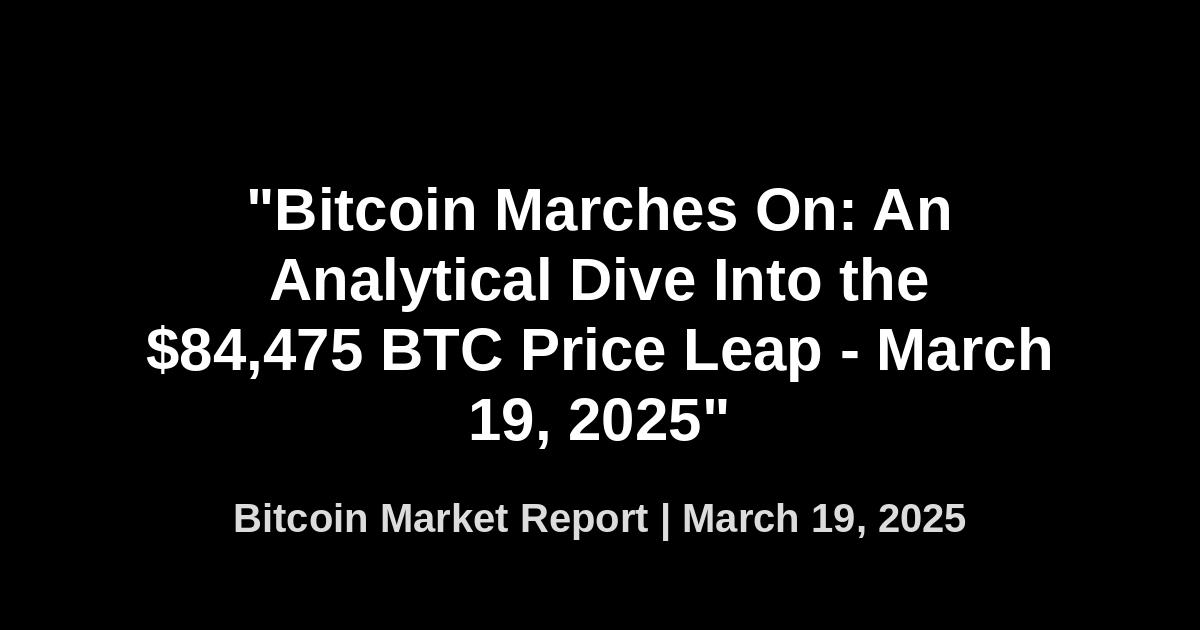 "Bitcoin Marches On: An
Analytical Dive Into the
$84,475 BTC Price Leap - March
19, 2025"
Bitcoin Market Report | March 19, 2025